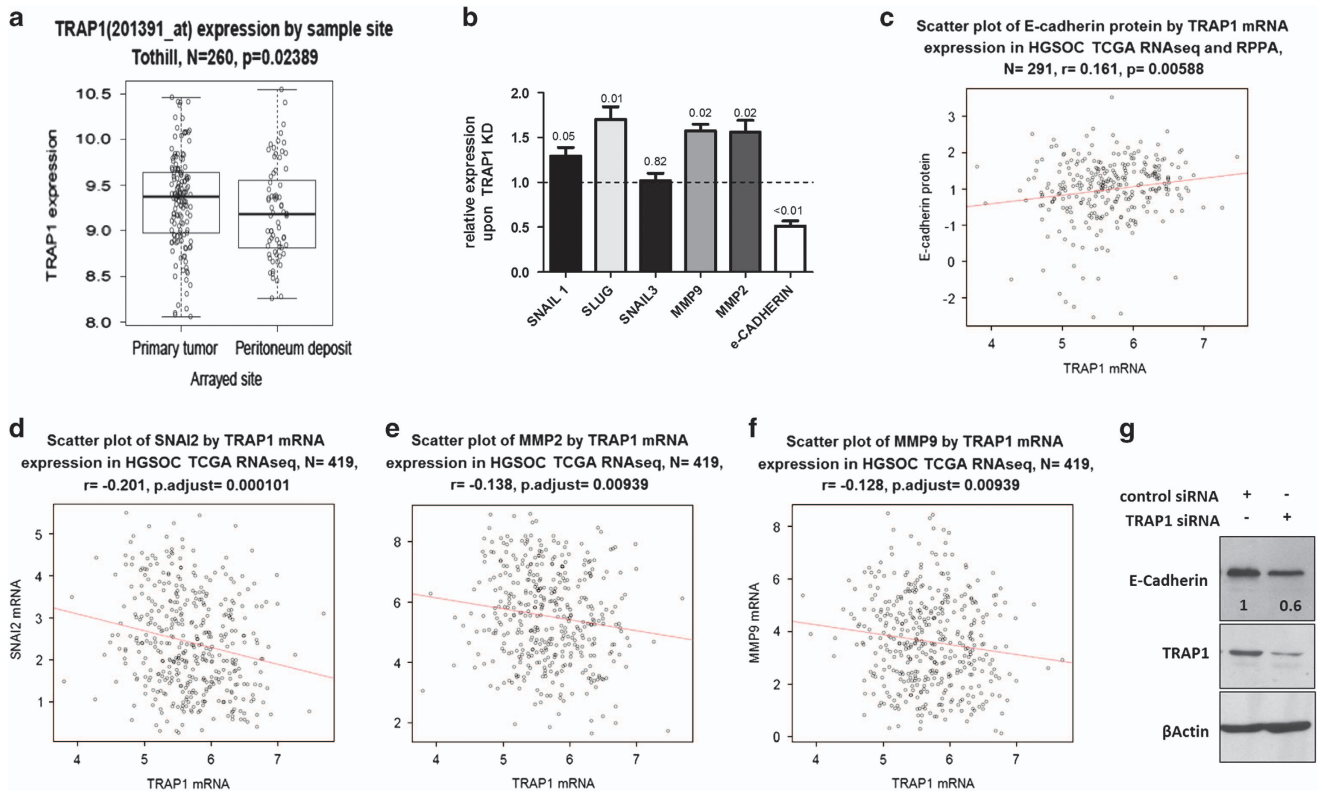 a
TRAP1(201391_at) expression by sample site
Tothill, N=260, p=0.02389
TRAP1 expression
10.5
10.0
9.5
9.0
8.5
8.0
Primary tumor
Peritoneum deposit
Arrayed site
b
relative expression
upon TRAP1 KD
2.0
1.5
1.0
0.5
0.0
0.05
0.01
0.82
0.02
0.02
<0.01
SNAIL 1
SLUG
SNAIL3
MMP9
MMP2
e-CADHERIN
c
Scatter plot of E-cadherin protein by TRAP1 mRNA
expression in HGSOC TCGA RNAseq and RPPA,
N= 291, r= 0.161, p= 0.00588
E-cadherin protein
3
2
1
-1
0
-2
4
5
6
7
TRAP1 mRNA
d
Scatter plot of SNAI2 by TRAP1 mRNA
expression in HGSOC TCGA RNAseq, N= 419,
r= -0.201, p.adjust= 0.000101
SNAI2 mRNA
5
4
3
2
1
4
5
6
7
TRAP1 mRNA
e
Scatter plot of MMP2 by TRAP1 mRNA
expression in HGSOC TCGA RNAseq, N= 419,
r= -0.138, p.adjust= 0.00939
MMP2 mRNA
8
6
4
2
4
5
6
7
TRAP1 mRNA
f
Scatter plot of MMP9 by TRAP1 mRNA
expression in HGSOC TCGA RNAseq, N= 419,
r= -0.128, p.adjust= 0.00939
MMP9 mRNA
8
6
4
2
0
4
5
6
7
TRAP1 mRNA
g
control siRNA + -
TRAP1 siRNA - +
E-Cadherin
1 0.6
TRAP1
βActin